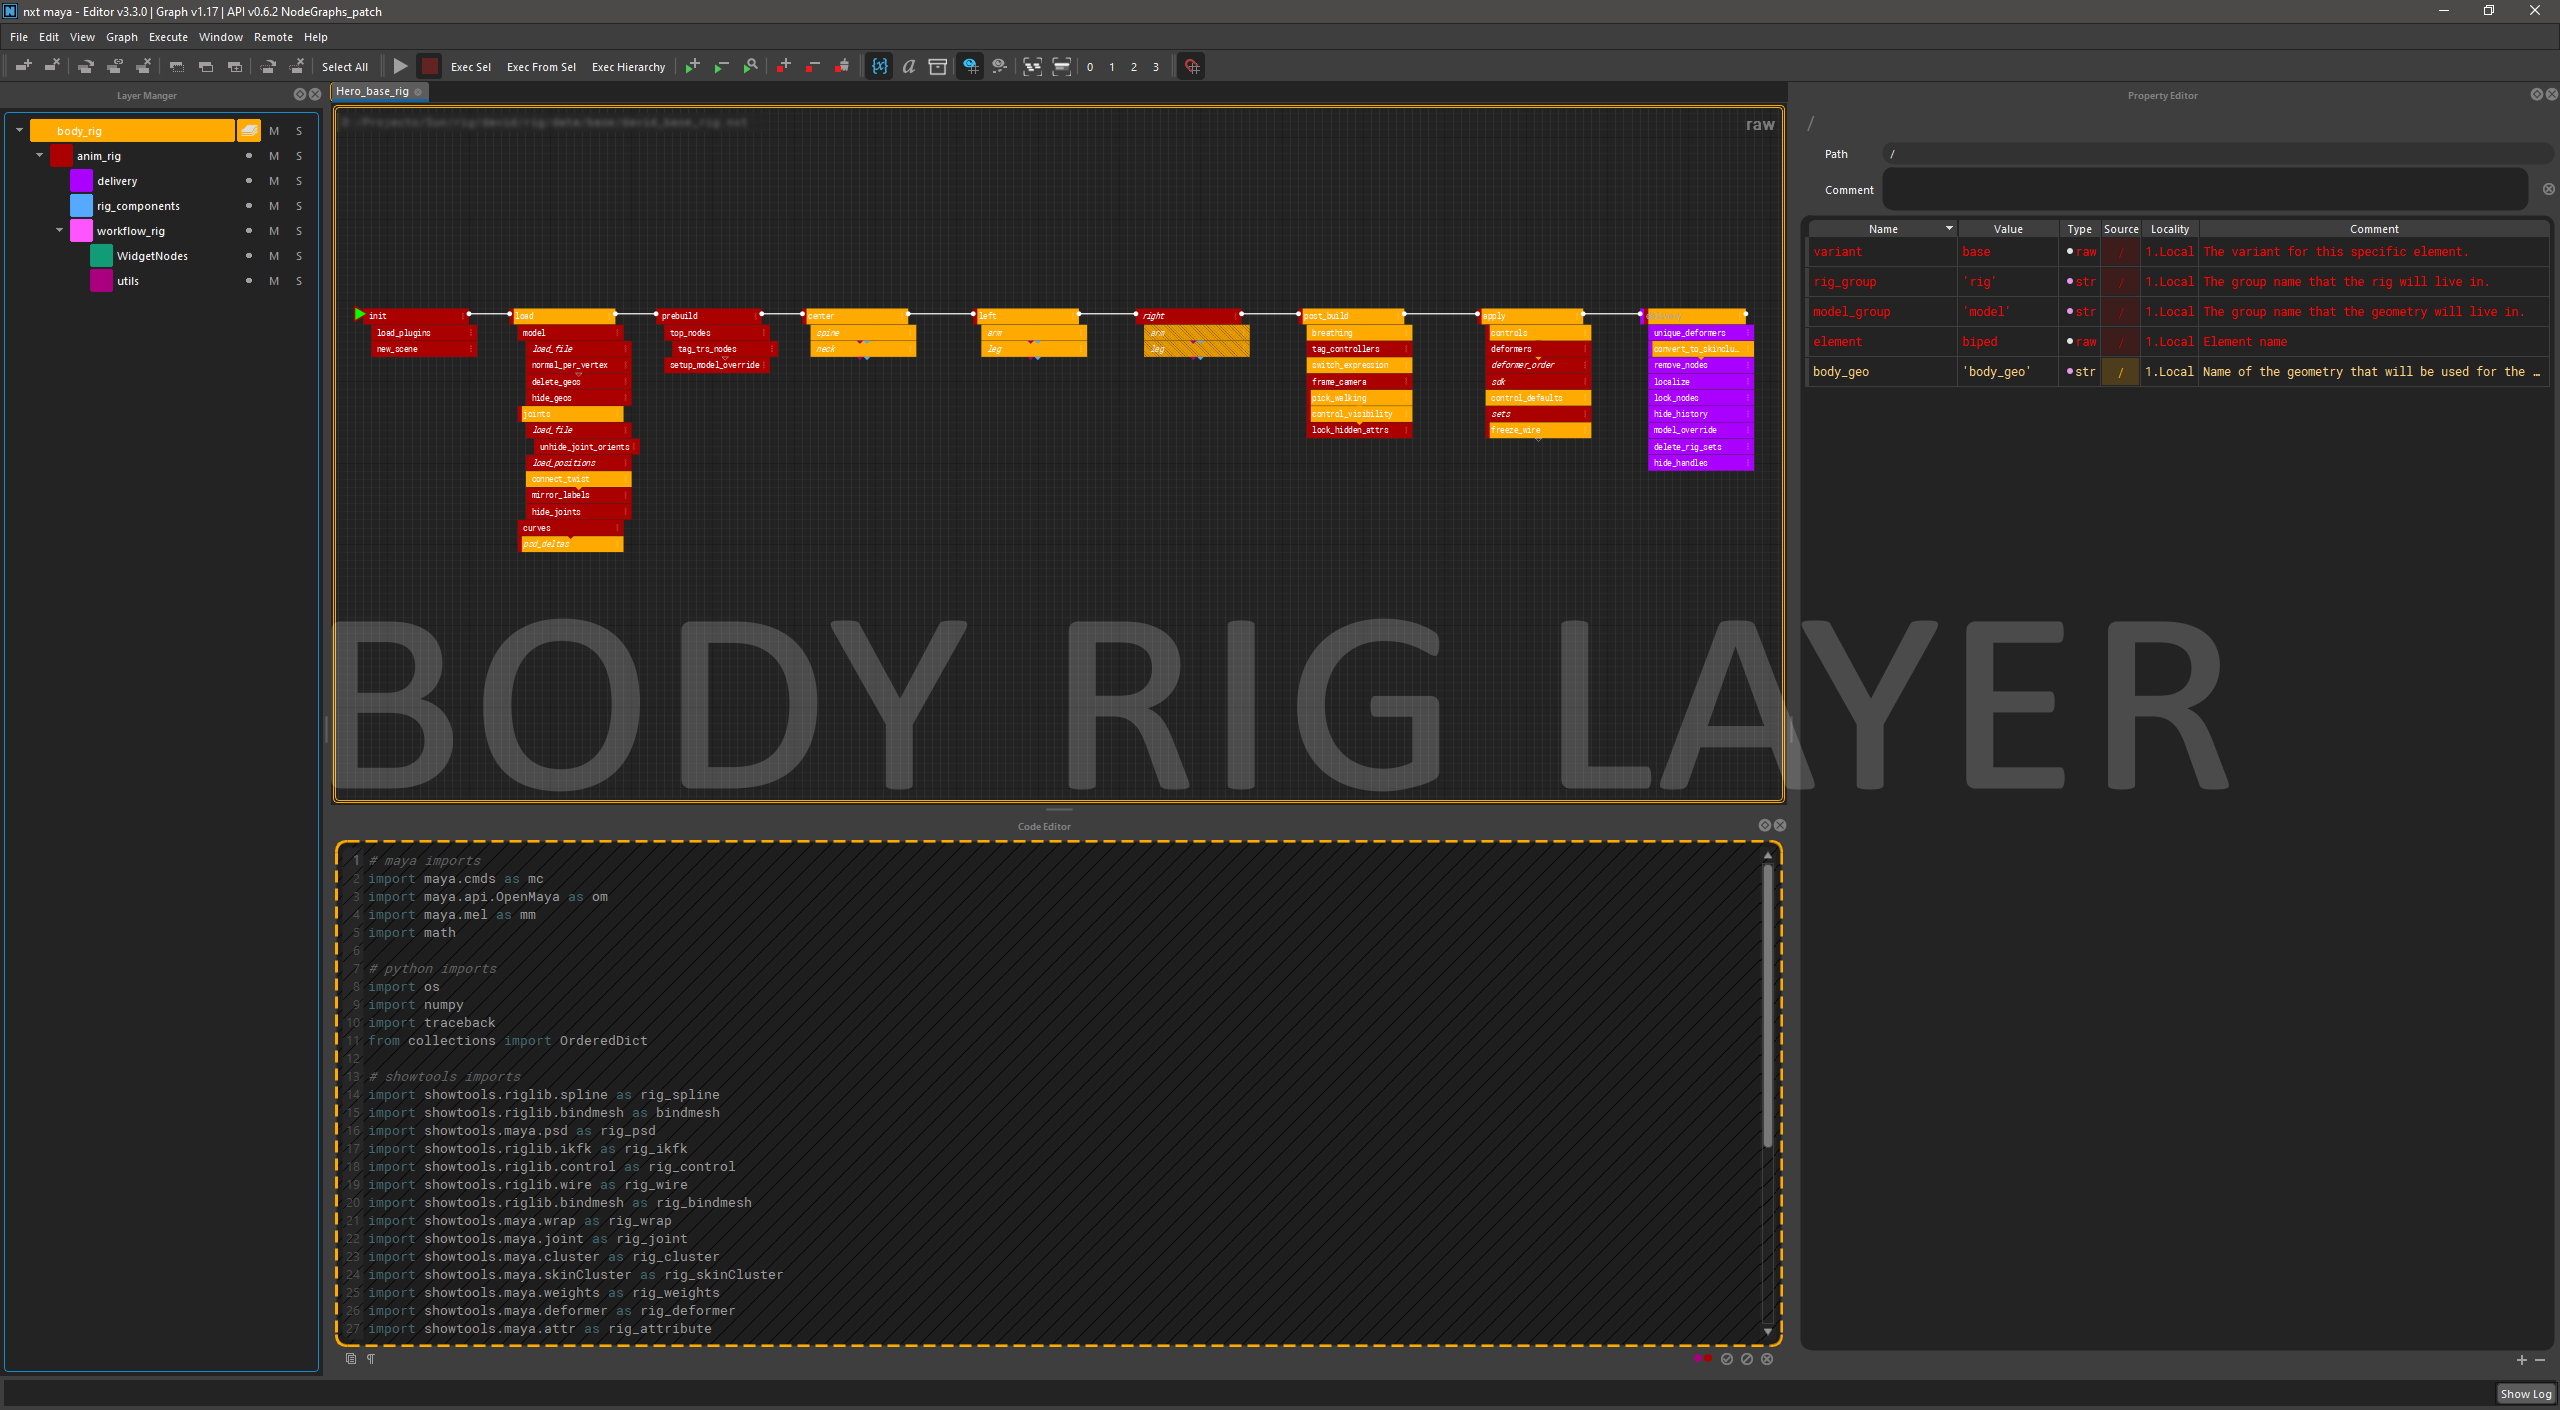 nxt maya - Editor v3.3.0 | Graph v1.17 | API v0.6.2 NodeGraphs_patch
File Edit View Graph Execute Window Remote Help
Select All Exec Sel Exec From Sel Exec Hierarchy 0 1 2 3
Layer Manger
body_rig M S
anim_rig M S
delivery M S
rig_components M S
workflow_rig M S
WidgetNodes M S
utils M S
Hero_base_rig
raw
init
load_plugins
new_scene
load
model
load_file
normal_per_vertex
delete_geos
hide_geos
joints
load_file
unhide_joint_orients
load_positions
connect_twist
mirror_labels
hide_joints
curves
psd_deltas
prebuild
top_nodes
tag_trs_nodes
setup_model_override
center
spine
neck
left
arm
leg
right
arm
leg
post_build
breathing
tag_controllers
switch_expression
frame_camera
pick_walking
control_visibility
lock_hidden_attrs
apply
controls
deformers
deformer_order
sdk
control_defaults
sets
freeze_wire
delivery
unique_deformers
convert_to_skinclu…
remove_nodes
localize
lock_nodes
hide_history
model_override
delete_rig_sets
hide_handles
BODY RIG LAYER
Code Editor
1 # maya imports
2 import maya.cmds as mc
3 import maya.api.OpenMaya as om
4 import maya.mel as mm
5 import math
6
7 # python imports
8 import os
9 import numpy
10 import traceback
11 from collections import OrderedDict
12
13 # showtools imports
14 import showtools.riglib.spline as rig_spline
15 import showtools.riglib.bindmesh as bindmesh
16 import showtools.maya.psd as rig_psd
17 import showtools.riglib.ikfk as rig_ikfk
18 import showtools.riglib.control as rig_control
19 import showtools.riglib.wire as rig_wire
20 import showtools.riglib.bindmesh as rig_bindmesh
21 import showtools.maya.wrap as rig_wrap
22 import showtools.maya.joint as rig_joint
23 import showtools.maya.cluster as rig_cluster
24 import showtools.maya.skinCluster as rig_skinCluster
25 import showtools.maya.weights as rig_weights
26 import showtools.maya.deformer as rig_deformer
27 import showtools.maya.attr as rig_attribute
Property Editor
/
Path /
Comment
Name Value Type Source Locality Comment
variant base raw / 1.Local The variant for this specific element.
rig_group 'rig' str / 1.Local The group name that the rig will live in.
model_group 'model' str / 1.Local The group name that the geometry will live in.
element biped raw / 1.Local Element name
body_geo 'body_geo' str / 1.Local Name of the geometry that will be used for the …
Show Log